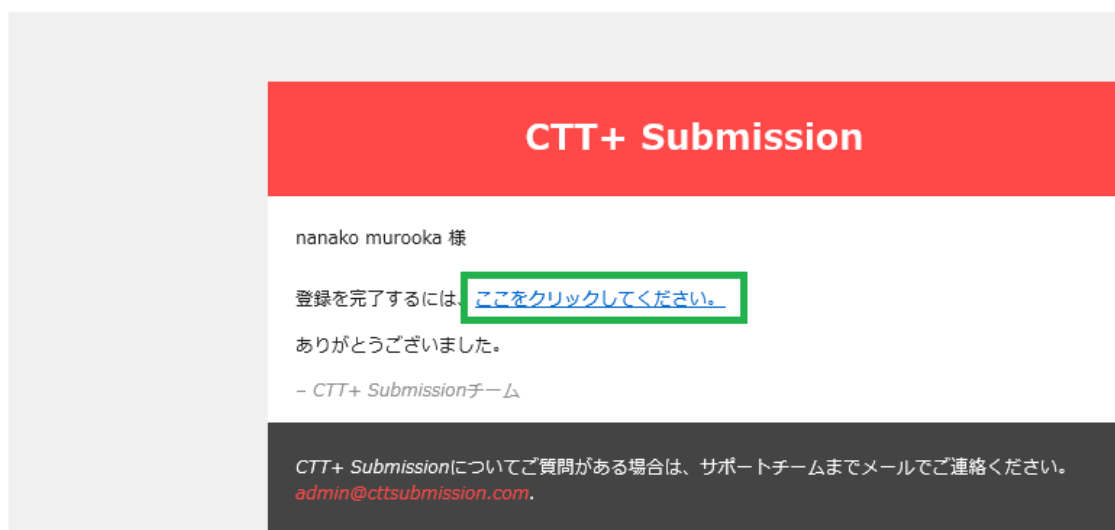 CTT+ Submission
nanako murooka 様
登録を完了するには、ここをクリックしてください。
ありがとうございました。
– CTT+ Submissionチーム
CTT+ Submissionについてご質問がある場合は、サポートチームまでメールでご連絡ください。
admin@cttsubmission.com.